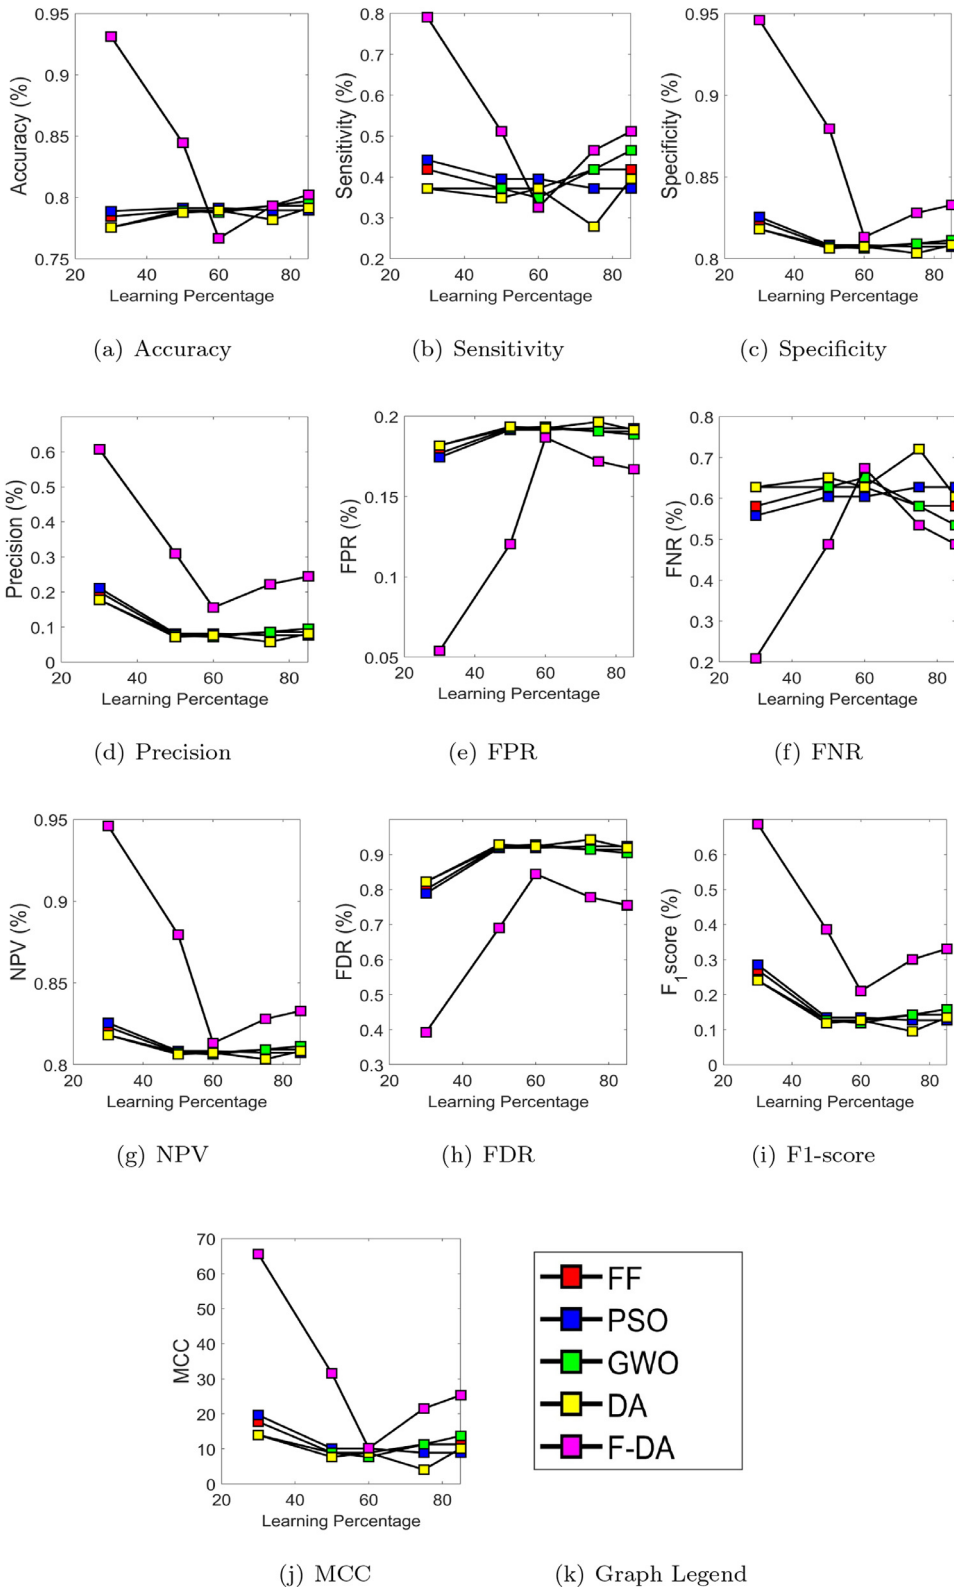 0.95
0.9
0.85
0.8
0.75
Accuracy (%)
20 40 60 80
Learning Percentage
(a) Accuracy
0.8
0.7
0.6
0.5
0.4
0.3
0.2
Sensitivity (%)
20 40 60 80
Learning Percentage
(b) Sensitivity
0.95
0.9
0.85
0.8
Specificity (%)
20 40 60 80
Learning Percentage
(c) Specificity
0.6
0.5
0.4
0.3
0.2
0.1
0
Precision (%)
20 40 60 80
Learning Percentage
(d) Precision
0.2
0.15
0.1
0.05
FPR (%)
20 40 60 80
Learning Percentage
(e) FPR
0.8
0.7
0.6
0.5
0.4
0.3
0.2
FNR (%)
20 40 60 80
Learning Percentage
(f) FNR
0.95
0.9
0.85
0.8
NPV (%)
20 40 60 80
Learning Percentage
(g) NPV
0.9
0.8
0.7
0.6
0.5
0.4
0.3
FDR (%)
20 40 60 80
Learning Percentage
(h) FDR
0.6
0.5
0.4
0.3
0.2
0.1
0
F1score (%)
20 40 60 80
Learning Percentage
(i) F1-score
70
60
50
40
30
20
10
0
MCC
20 40 60 80
Learning Percentage
(j) MCC
FF
PSO
GWO
DA
F-DA
(k) Graph Legend